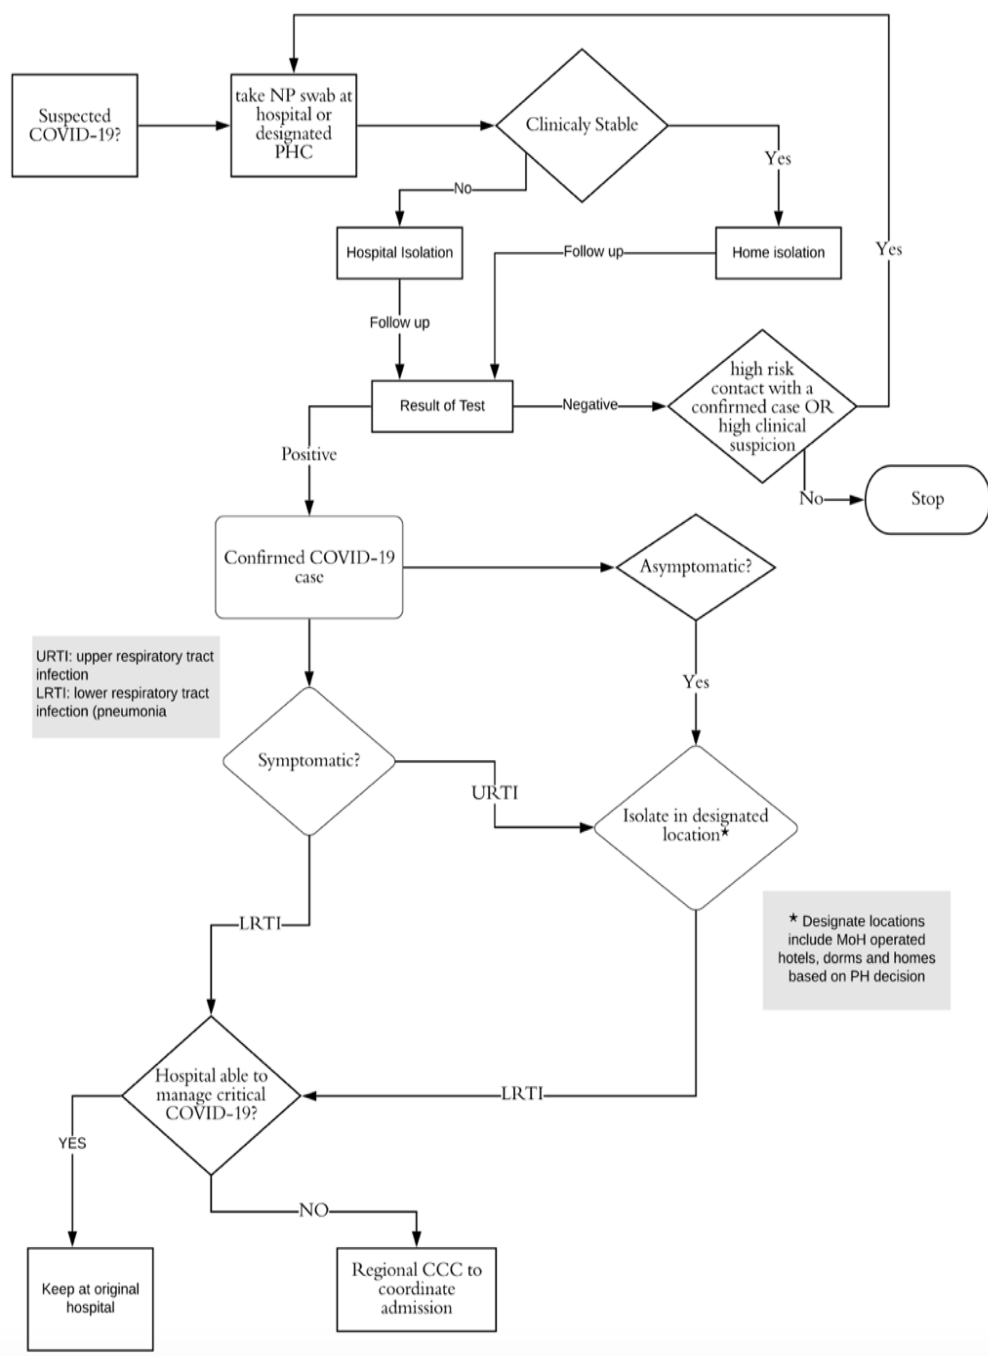 Suspected
COVID-19?
take NP swab at
hospital or
designated
PHC
Clinicaly Stable
Yes
No
Hospital Isolation
Follow up
Home isolation
Yes
Follow up
Result of Test
Negative
high risk
contact with a
confirmed case OR
high clinical
suspicion
Positive
No
Stop
Confirmed COVID-19
case
Asymptomatic?
URTI: upper respiratory tract
infection
LRTI: lower respiratory tract
infection (pneumonia
Yes
Symptomatic?
URTI
Isolate in designated
location★
LRTI
★ Designate locations
include MoH operated
hotels, dorms and homes
based on PH decision
Hospital able to
manage critical
COVID-19?
LRTI
YES
NO
Keep at original
hospital
Regional CCC to
coordinate
admission